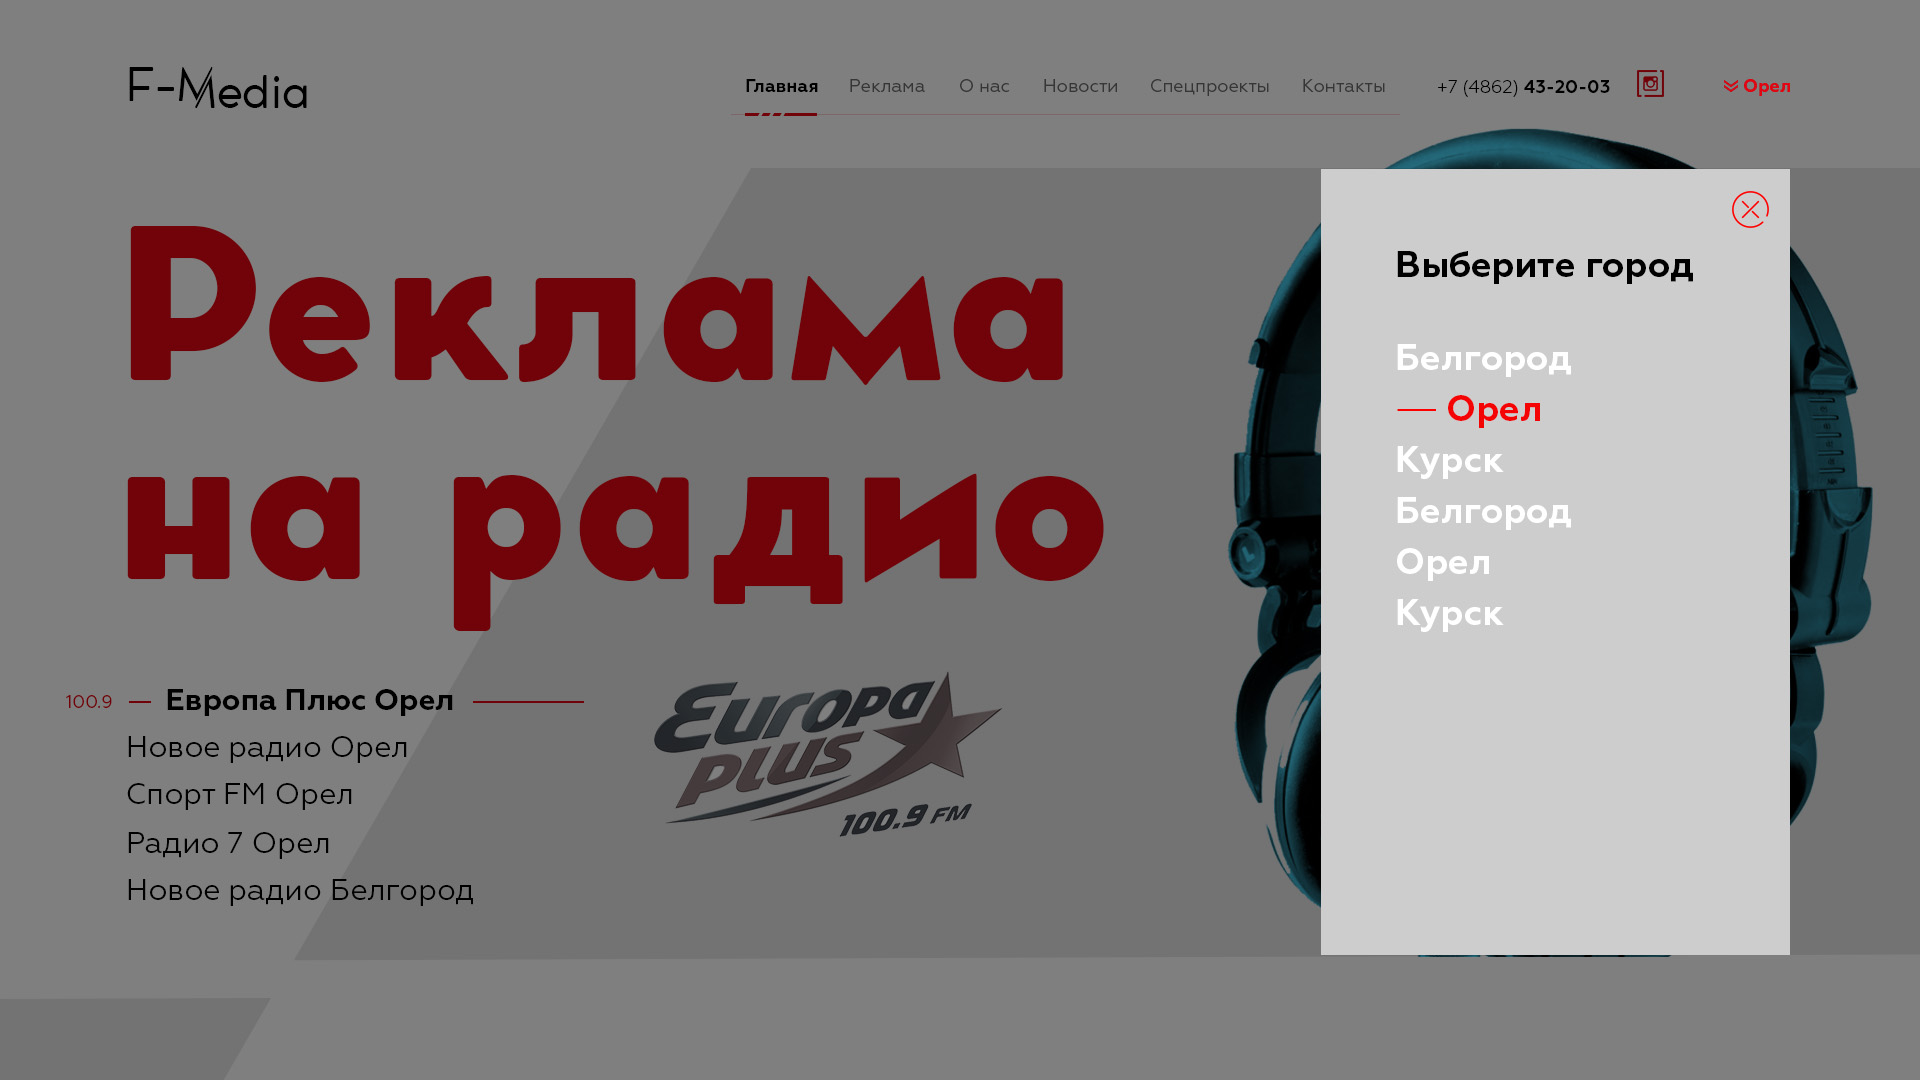 F-Media
Главная Реклама О нас Новости Спецпроекты Контакты +7 (4862) 43-20-03 Орел
Реклама
на радио
100.9 — Европа Плюс Орел
Новое радио Орел
Спорт FM Орел
Радио 7 Орел
Новое радио Белгород
Europa
PLUS
100.9 FM
Выберите город
Белгород
— Орел
Курск
Белгород
Орел
Курск